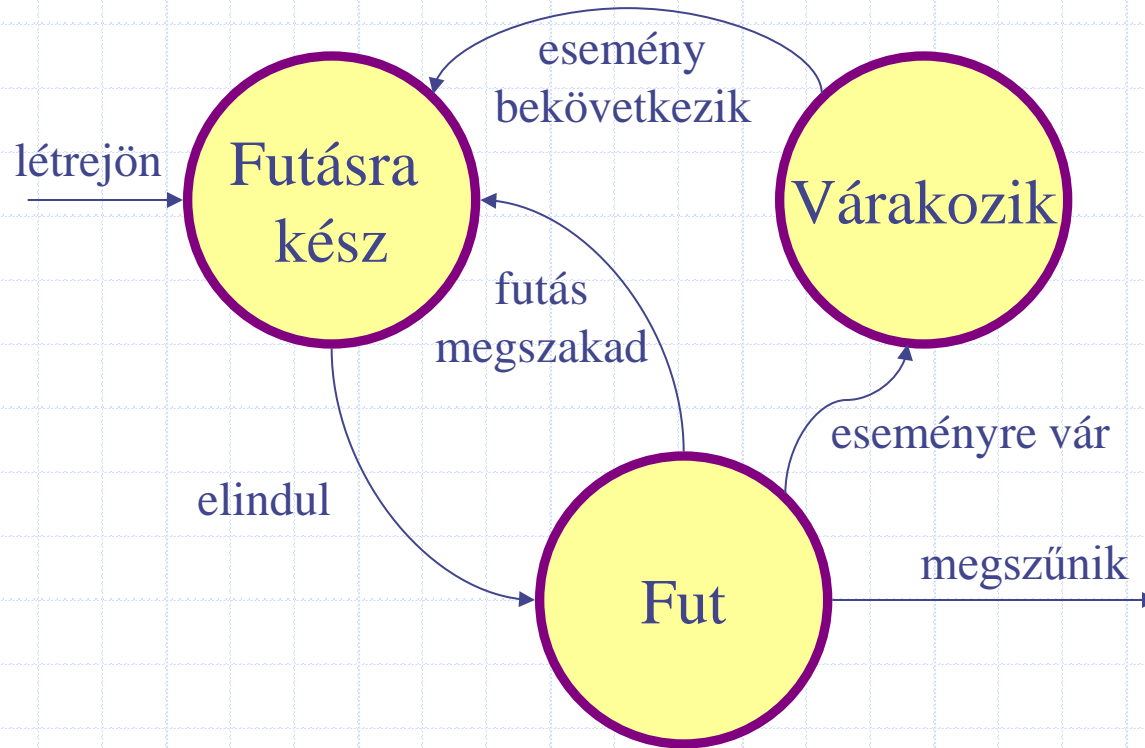 esemény
bekövetkezik
létrejön
Futásra
kész
Várakozik
futás
megszakad
eseményre vár
elindul
megszűnik
Fut